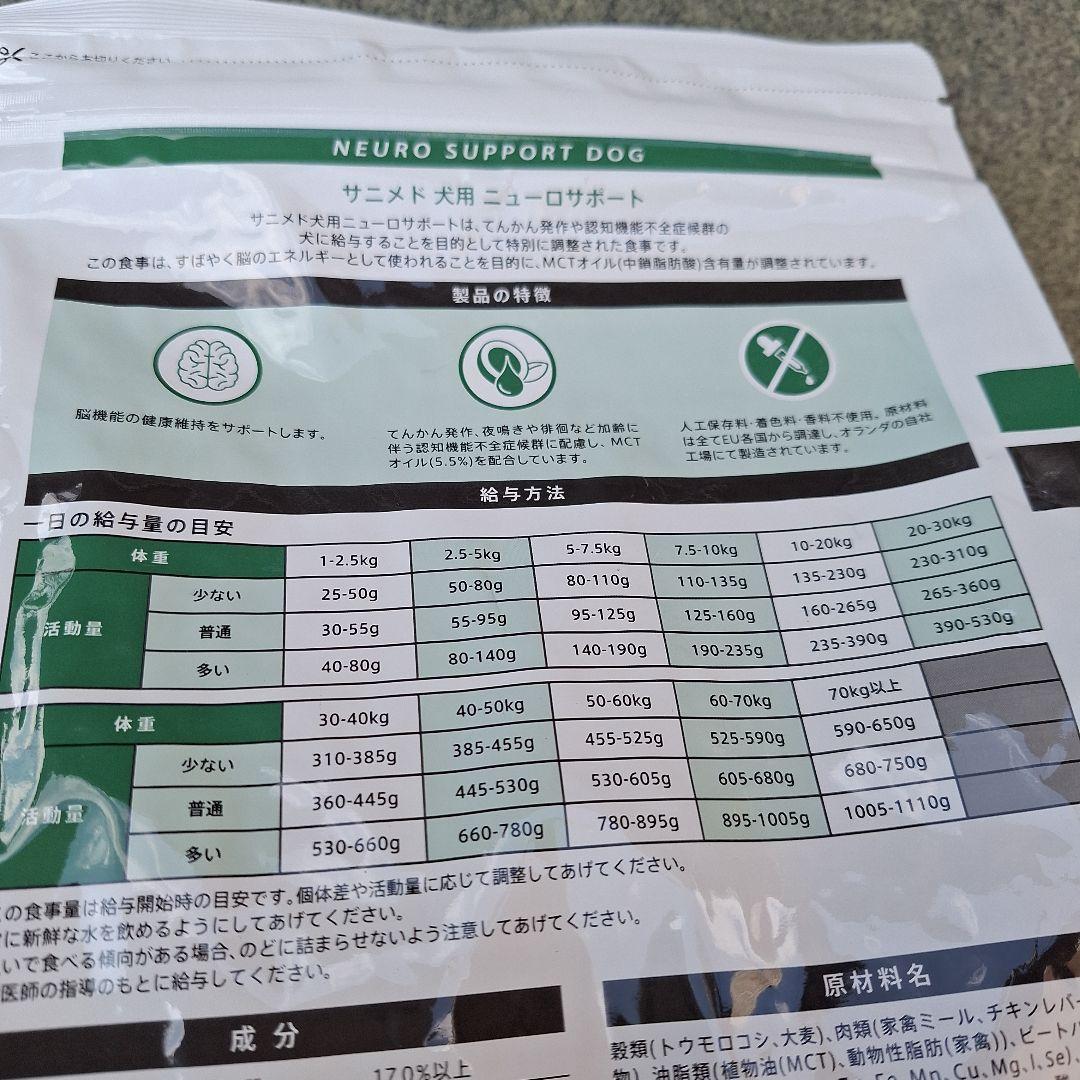 ここからお切りください
NEURO SUPPORT DOG
サニメド 犬用 ニューロサポート
サニメド犬用ニューロサポートは、てんかん発作や認知機能不全症候群の
犬に給与することを目的として特別に調整された食事です。
この食事は、すばやく脳のエネルギーとして使われることを目的に、MCTオイル(中鎖脂肪酸)含有量が調整されています。
製品の特徴
脳機能の健康維持をサポートします。
てんかん発作、夜鳴きや徘徊など加齢に
伴う認知機能不全症候群に配慮し、MCT
オイル(5.5%)を配合しています。
人工保存料・着色料・香料不使用。原材料
は全てEU各国から調達し、オランダの自社
工場にて製造されています。
給与方法
一日の給与量の目安
体重 1-2.5kg 2.5-5kg 5-7.5kg 7.5-10kg 10-20kg 20-30kg
活動量
少ない 25-50g 50-80g 80-110g 110-135g 135-230g 230-310g
普通 30-55g 55-95g 95-125g 125-160g 160-265g 265-360g
多い 40-80g 80-140g 140-190g 190-235g 235-390g 390-530g
体重 30-40kg 40-50kg 50-60kg 60-70kg 70kg以上
活動量
少ない 310-385g 385-455g 455-525g 525-590g 590-650g
普通 360-445g 445-530g 530-605g 605-680g 680-750g
多い 530-660g 660-780g 780-895g 895-1005g 1005-1110g
の食事量は給与開始時の目安です。個体差や活動量に応じて調整してあげてください。
に新鮮な水を飲めるようにしてあげてください。
いで食べる傾向がある場合、のどに詰まらせないよう注意してあげてください。
医師の指導のもとに給与してください。
成分
17.0%以上
原材料名
穀類(トウモロコシ、大麦)、肉類(家禽ミール、チキンレバー
物)、油脂類(植物油(MCT)、動物性脂肪(家禽))、ビート
Fe、Mn、Cu、Mg、I、Se)、